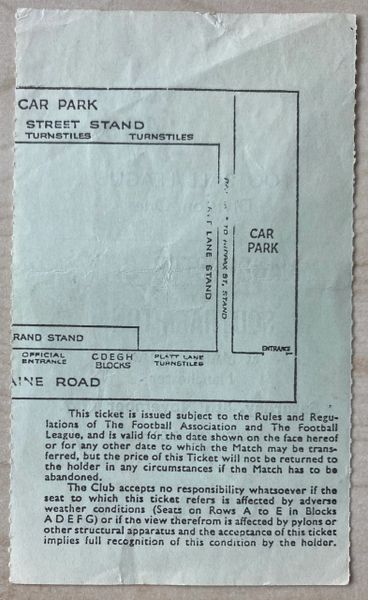 CAR PARK
STREET STAND
TURNSTILES TURNSTILES
CAR
PARK
LANE STAND
TO KIPPAX ST. STAND
RAND STAND
ENTRANCE
OFFICIAL
ENTRANCE
CDEGH
BLOCKS
PLATT LANE
TURNSTILES
AINE ROAD
This ticket is issued subject to the Rules and Regu-
lations of The Football Association and The Football
League, and is valid for the date shown on the face hereof
or for any other date to which the Match may be trans-
ferred, but the price of this Ticket will not be returned to
the holder in any circumstances if the Match has to be
abandoned.
The Club accepts no responsibility whatsoever if the
seat to which this ticket refers is affected by adverse
weather conditions (Seats on Rows A to E in Blocks
A D E F G) or if the view therefrom is affected by pylons or
other structural apparatus and the acceptance of this ticket
implies full recognition of this condition by the holder.